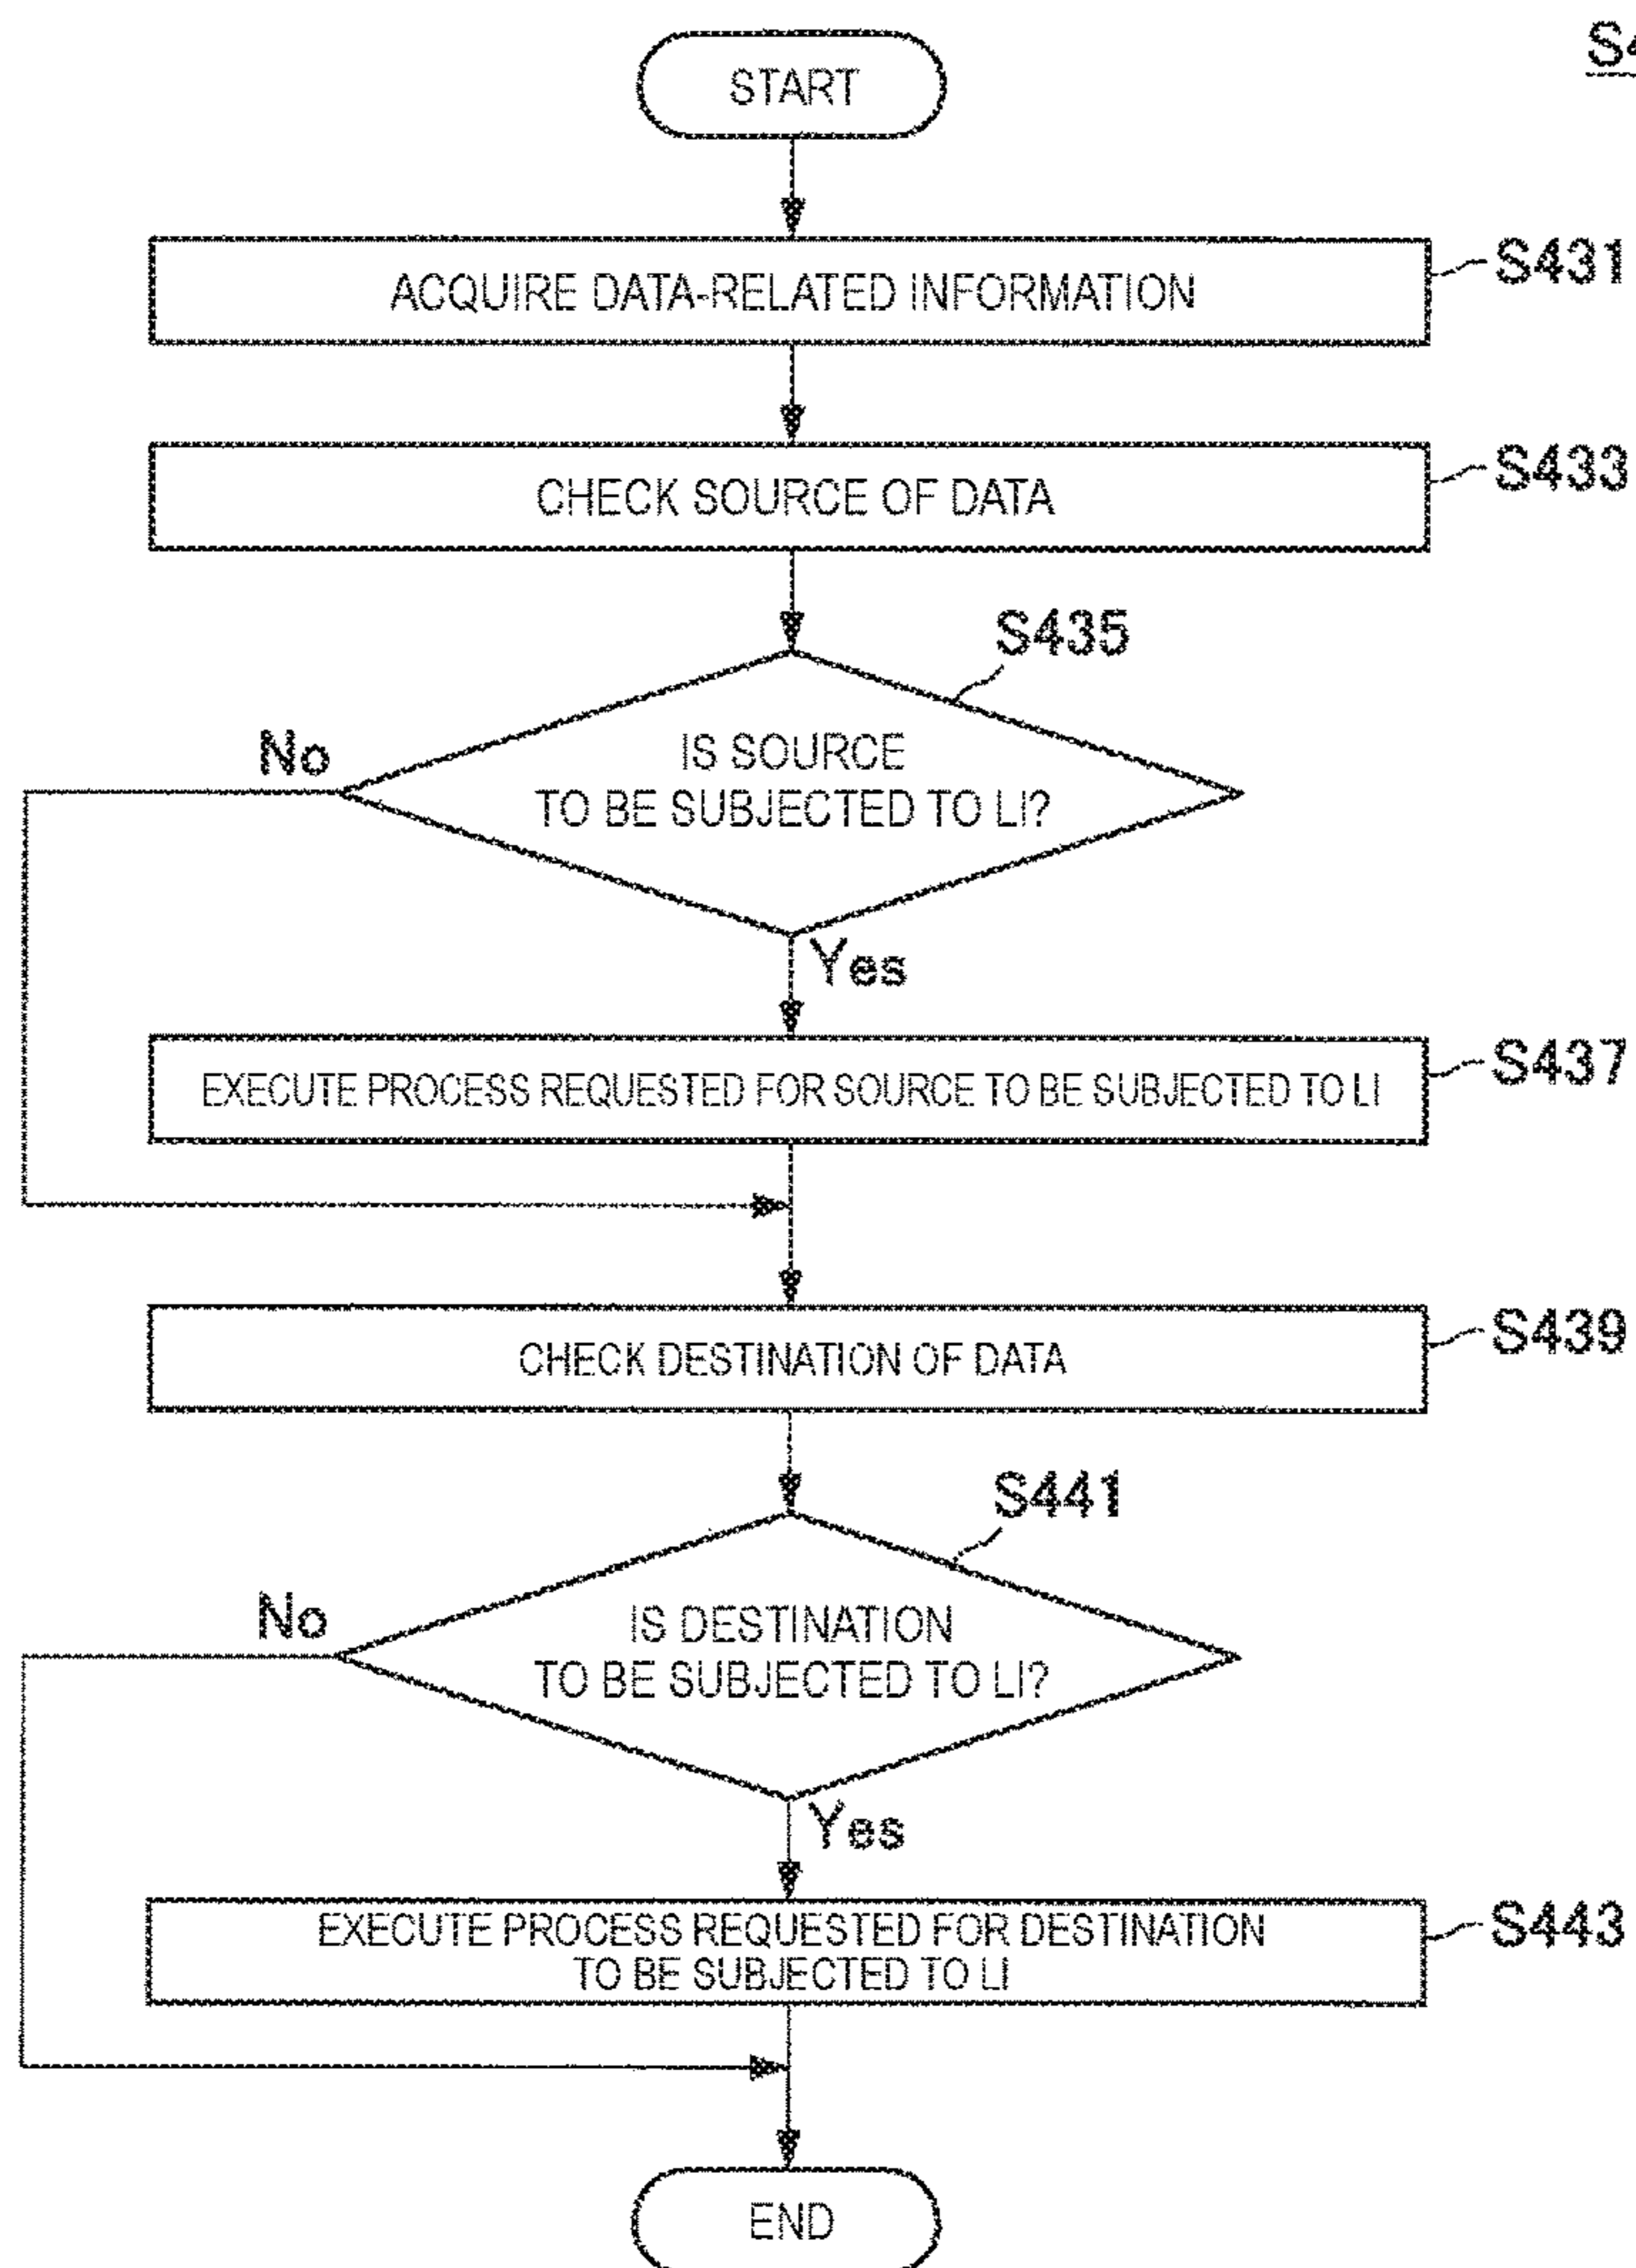 S4
START
ACQUIRE DATA-RELATED INFORMATION
S431
CHECK SOURCE OF DATA
S433
S435
IS SOURCE
TO BE SUBJECTED TO LI?
No
Yes
EXECUTE PROCESS REQUESTED FOR SOURCE TO BE SUBJECTED TO LI
S437
CHECK DESTINATION OF DATA
S439
S441
IS DESTINATION
TO BE SUBJECTED TO LI?
No
Yes
EXECUTE PROCESS REQUESTED FOR DESTINATION
TO BE SUBJECTED TO LI
S443
END